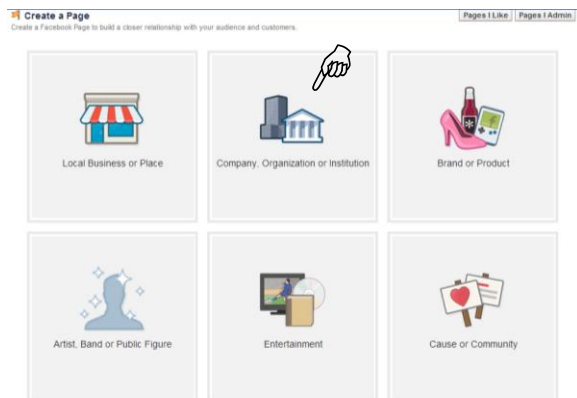 Create a Page
Pages I Like Pages I Admin
Create a Facebook Page to build a closer relationship with your audience and customers.
Local Business or Place
Company, Organization or Institution
Brand or Product
Artist, Band or Public Figure
Entertainment
Cause or Community